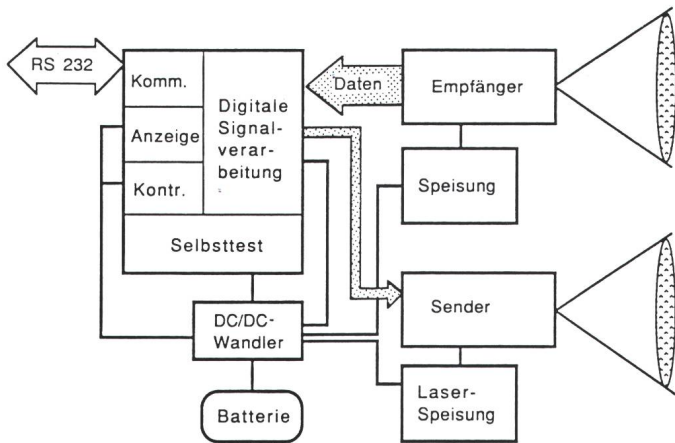 RS 232
Komm.
Anzeige
Kontr.
Digitale
Signal-
verar-
beitung
Selbsttest
Daten
Empfänger
Speisung
Sender
DC/DC-
Wandler
Laser-
Speisung
Batterie